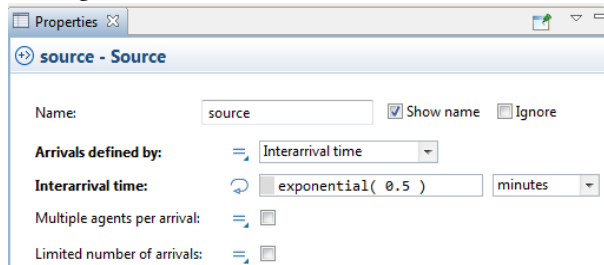 Properties
source - Source
Name: source Show name Ignore
Arrivals defined by: Interarrival time
Interarrival time: exponential( 0.5 ) minutes
Multiple agents per arrival:
Limited number of arrivals: